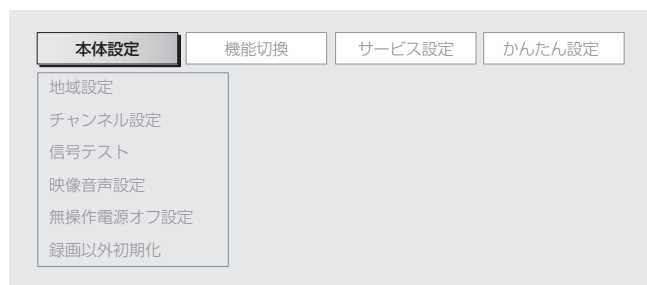 本体設定 機能切換 サービス設定 かんたん設定
地域設定
チャンネル設定
信号テスト
映像音声設定
無操作電源オフ設定
録画以外初期化